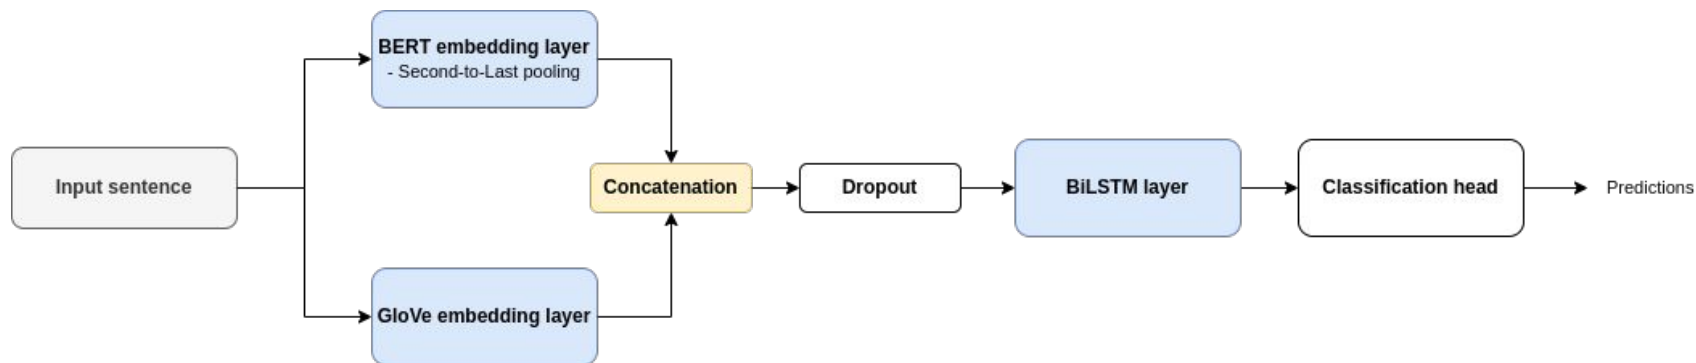 BERT embedding layer
- Second-to-Last pooling
Input sentence
Concatenation
Dropout
BiLSTM layer
Classification head
Predictions
GloVe embedding layer